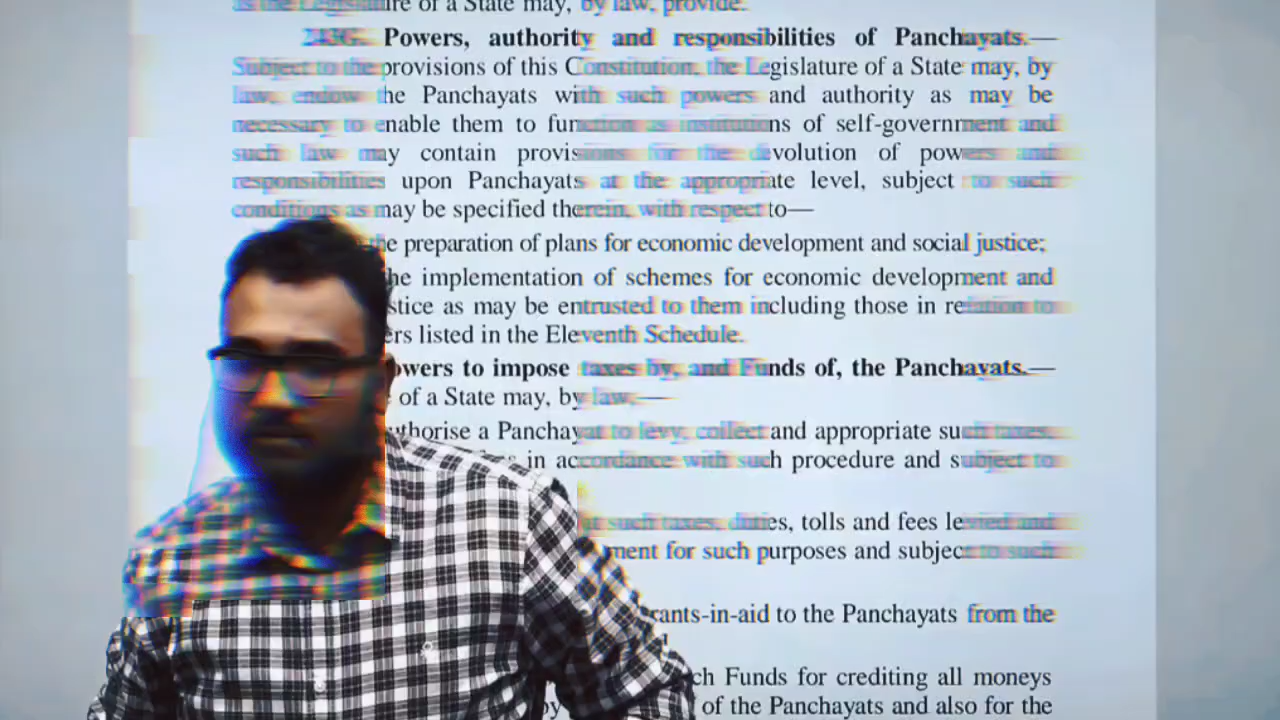 as the Legislature of a State may, by law, provide.
243G. Powers, authority and responsibilities of Panchayats.—
Subject to the provisions of this Constitution, the Legislature of a State may, by
law, endow the Panchayats with such powers and authority as may be
necessary to enable them to function as institutions of self-government and
such law may contain provisions for the devolution of powers and
responsibilities upon Panchayats at the appropriate level, subject to such
conditions as may be specified therein, with respect to—
he preparation of plans for economic development and social justice;
he implementation of schemes for economic development and
stice as may be entrusted to them including those in relation to
ers listed in the Eleventh Schedule.
owers to impose taxes by, and Funds of, the Panchayats.—
of a State may, by law,—
uthorise a Panchayat to levy, collect and appropriate such taxes,
in accordance with such procedure and subject to
such taxes, duties, tolls and fees levied and
ment for such purposes and subject to such
rants-in-aid to the Panchayats from the
ch Funds for crediting all moneys
by of the Panchayats and also for the